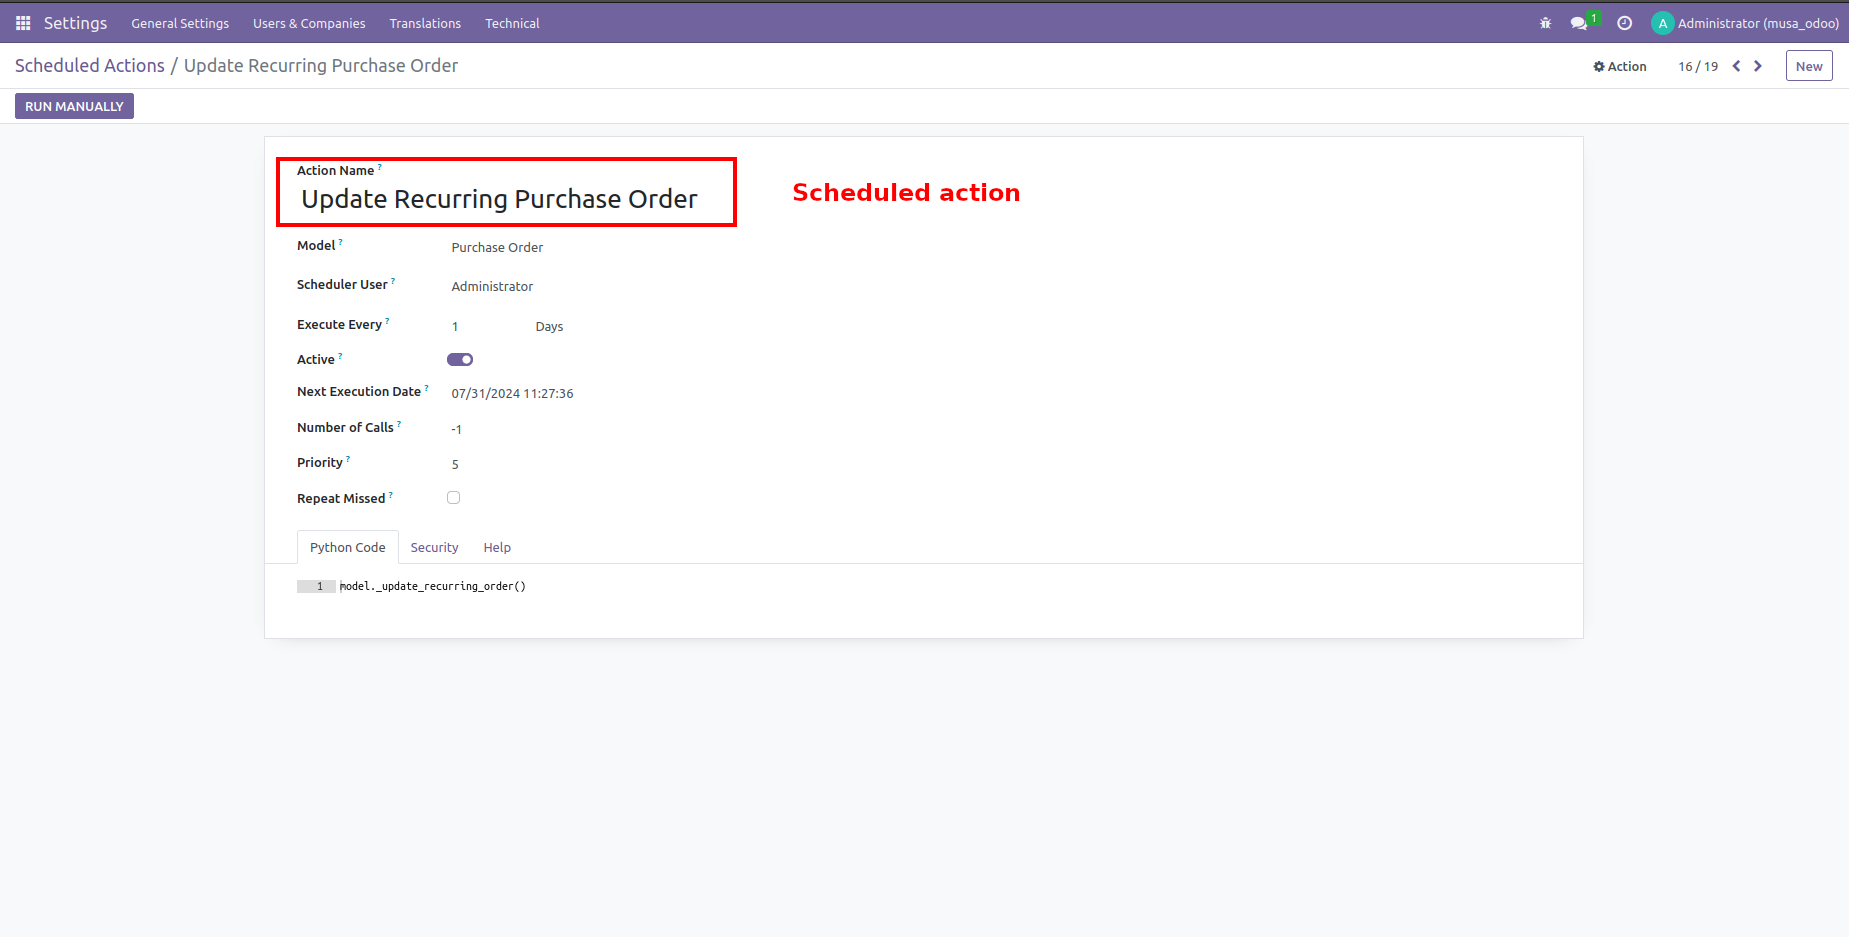 Settings General Settings Users & Companies Translations Technical 1 A Administrator (musa_odoo)
Scheduled Actions / Update Recurring Purchase Order Action 16 / 19 New
RUN MANUALLY
Action Name ?
Update Recurring Purchase Order
Scheduled action
Model ? Purchase Order
Scheduler User ? Administrator
Execute Every ? 1 Days
Active ?
Next Execution Date ? 07/31/2024 11:27:36
Number of Calls ? -1
Priority ? 5
Repeat Missed ?
Python Code Security Help
1 model._update_recurring_order()